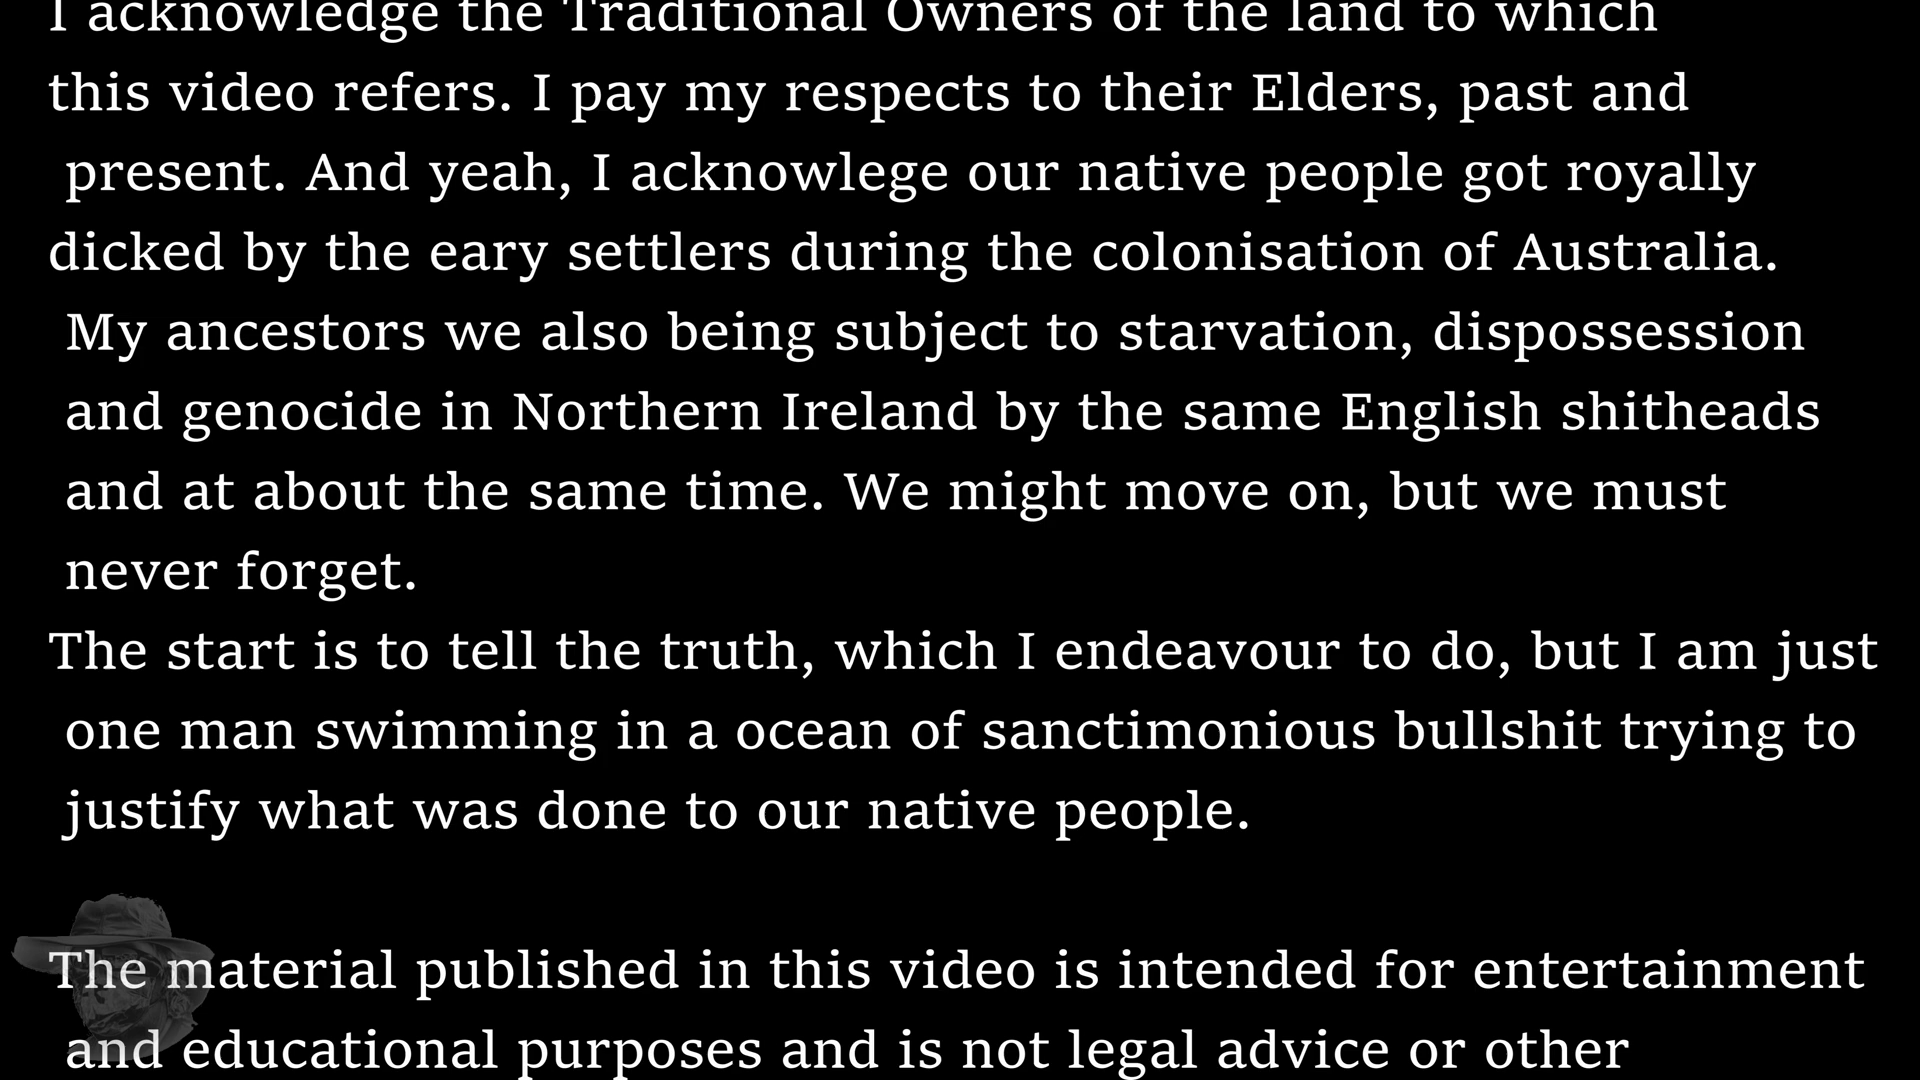 I acknowledge the Traditional Owners of the land to which
this video refers. I pay my respects to their Elders, past and
present. And yeah, I acknowlege our native people got royally
dicked by the eary settlers during the colonisation of Australia.
My ancestors we also being subject to starvation, dispossession
and genocide in Northern Ireland by the same English shitheads
and at about the same time. We might move on, but we must
never forget.
The start is to tell the truth, which I endeavour to do, but I am just
one man swimming in a ocean of sanctimonious bullshit trying to
justify what was done to our native people.
The material published in this video is intended for entertainment
and educational purposes and is not legal advice or other